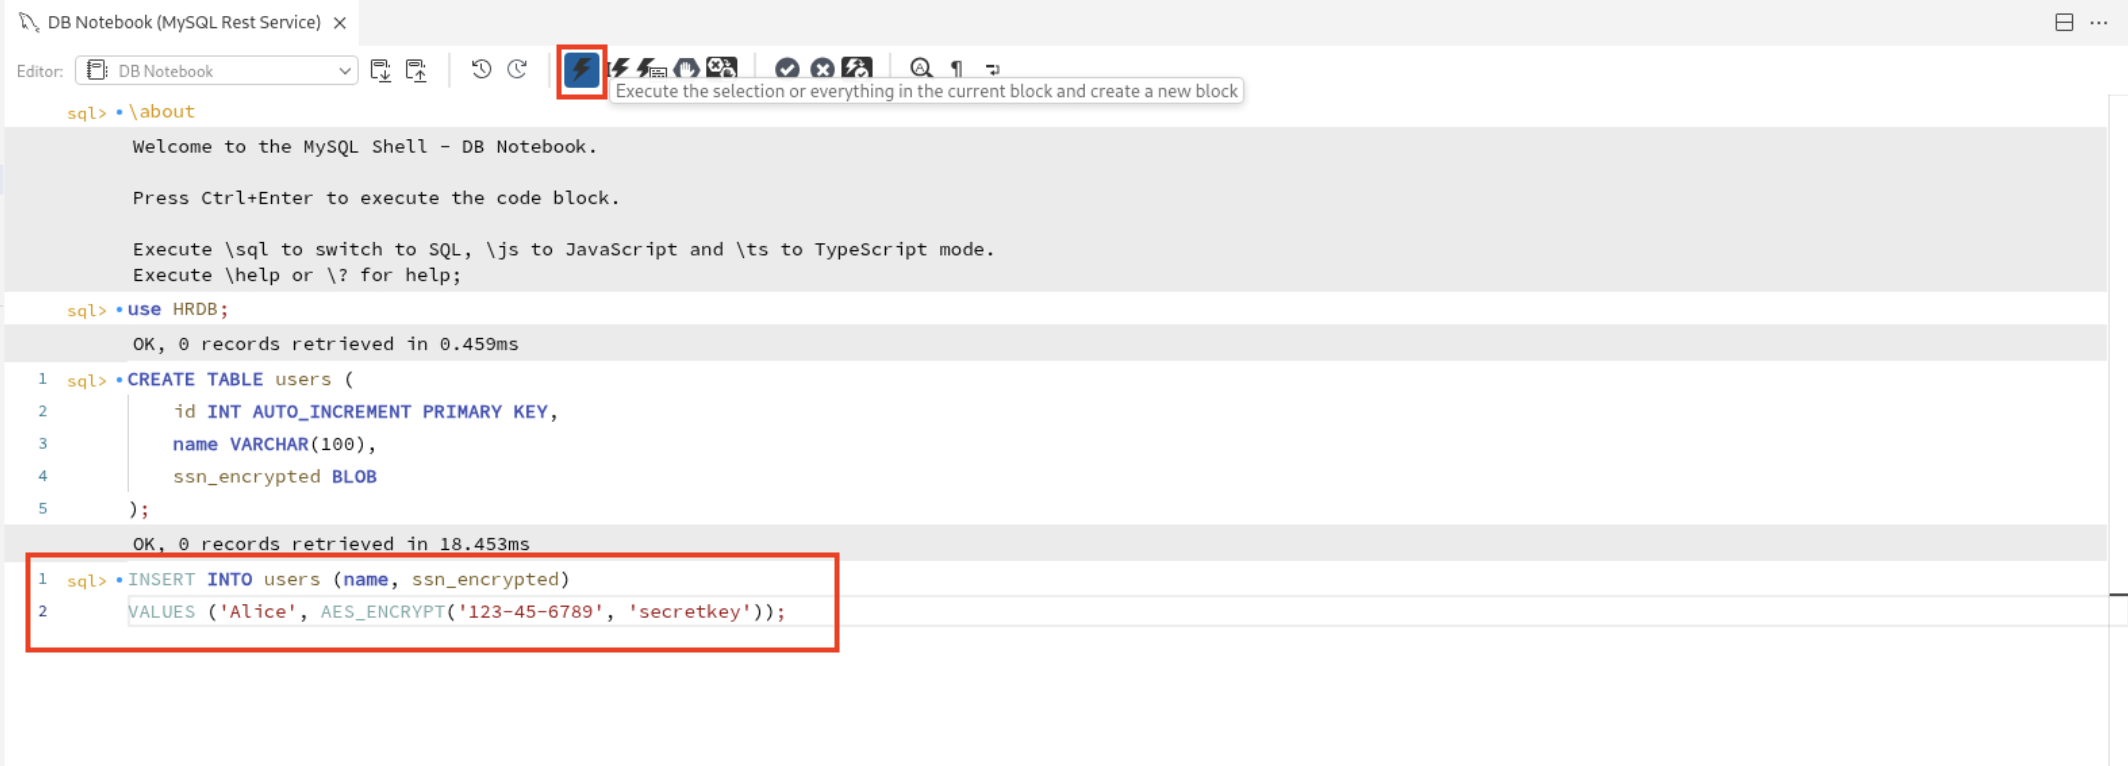 DB Notebook (MySQL Rest Service)
Editor: DB Notebook
Execute the selection or everything in the current block and create a new block
sql> \about
Welcome to the MySQL Shell - DB Notebook.
Press Ctrl+Enter to execute the code block.
Execute \sql to switch to SQL, \js to JavaScript and \ts to TypeScript mode.
Execute \help or \? for help;
sql> use HRDB;
OK, 0 records retrieved in 0.459ms
1 sql> CREATE TABLE users (
2 id INT AUTO_INCREMENT PRIMARY KEY,
3 name VARCHAR(100),
4 ssn_encrypted BLOB
5 );
OK, 0 records retrieved in 18.453ms
1 sql> INSERT INTO users (name, ssn_encrypted)
2 VALUES ('Alice', AES_ENCRYPT('123-45-6789', 'secretkey'));